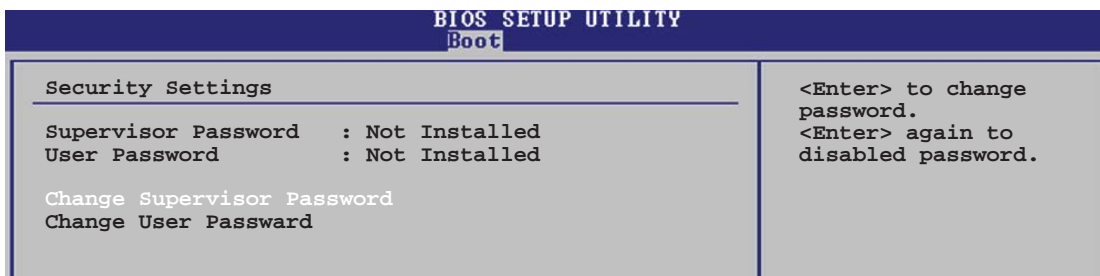 BIOS SETUP UTILITY
Boot
Security Settings
Supervisor Password : Not Installed
User Password : Not Installed
Change Supervisor Password
Change User Passward
<Enter> to change
password.
<Enter> again to
disabled password.